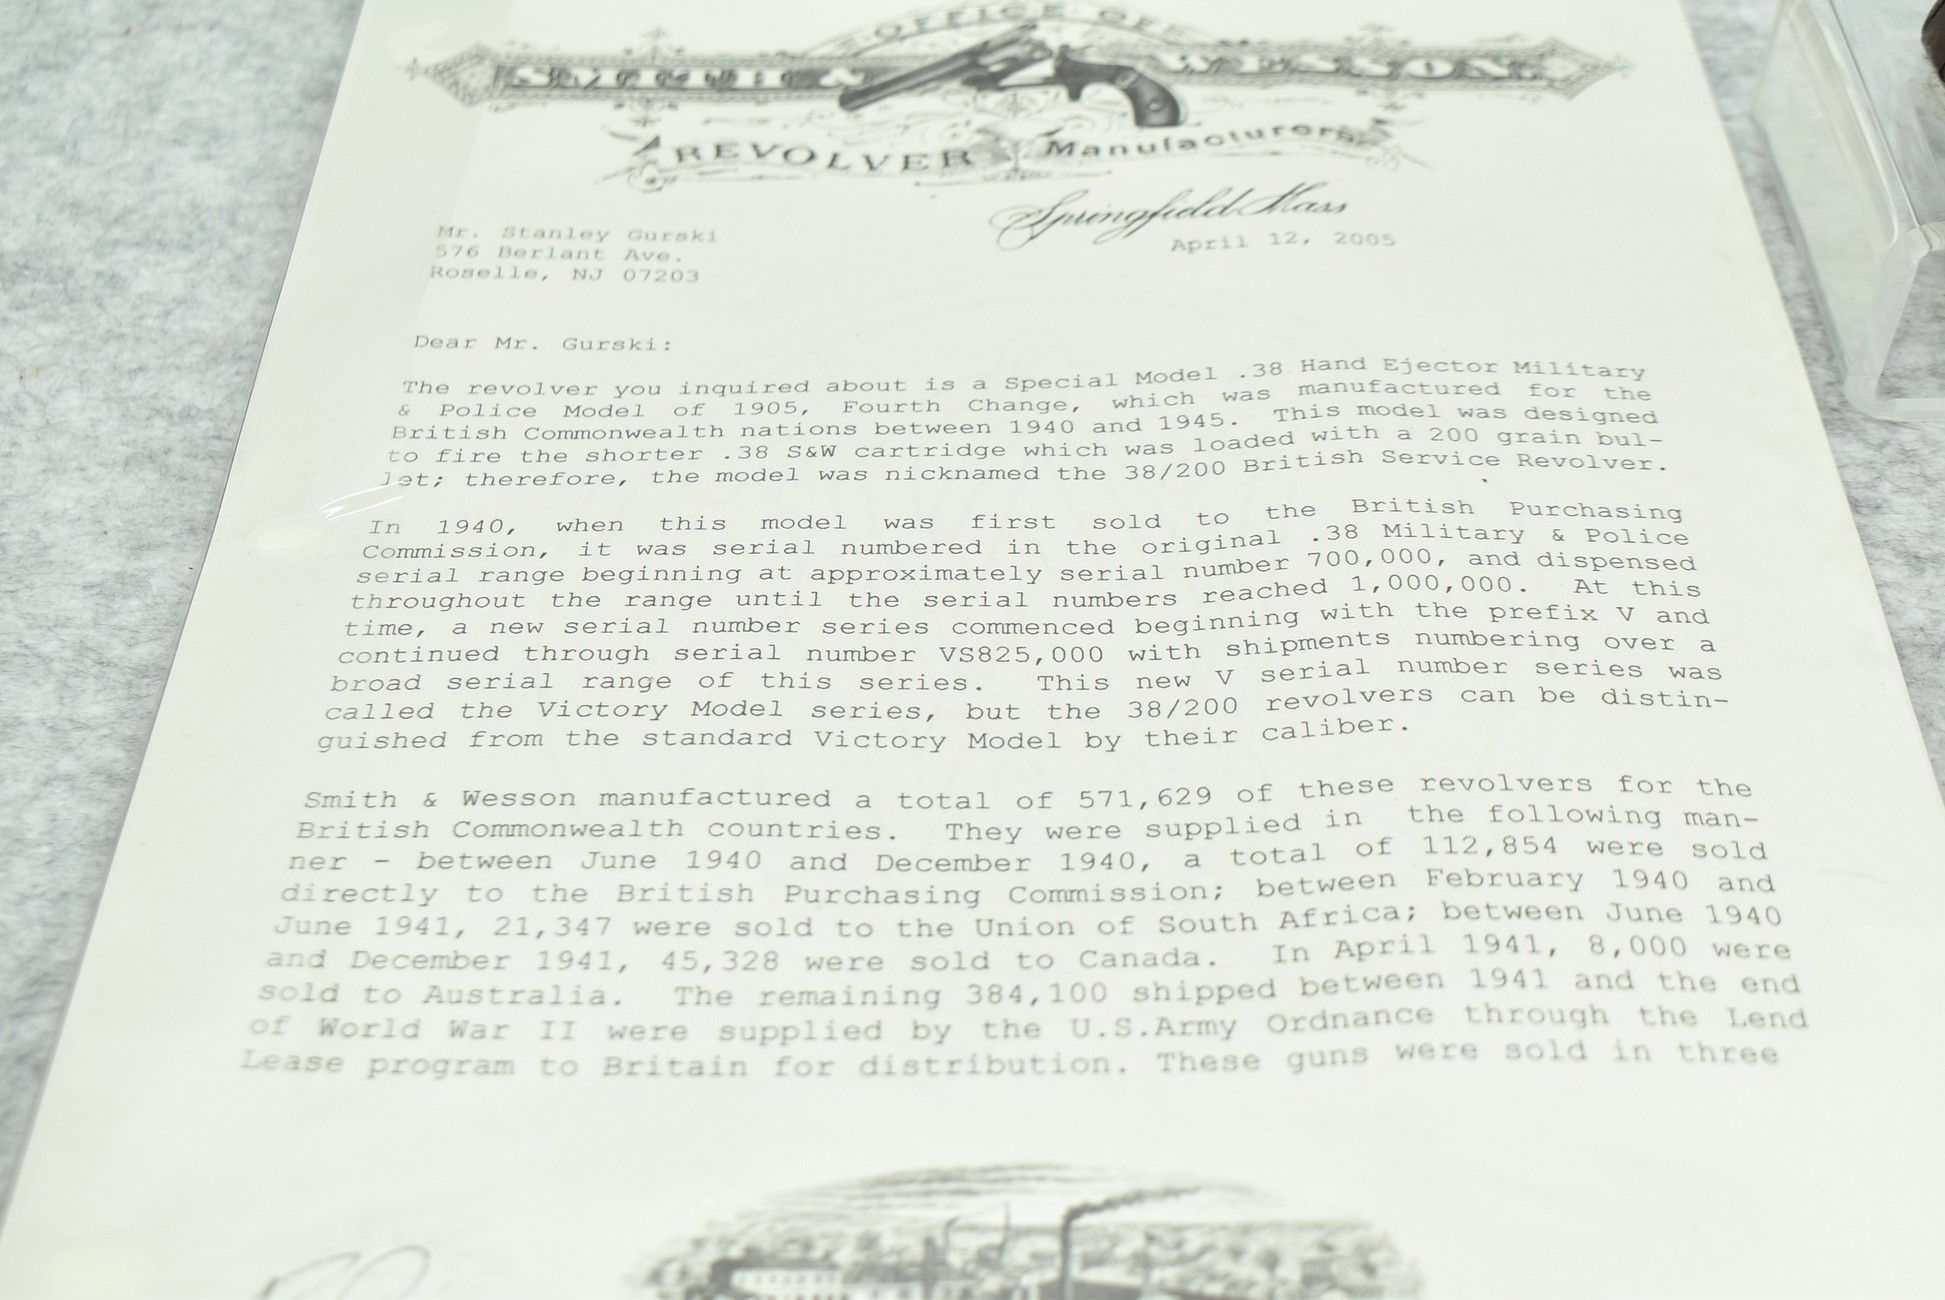 OFFICE OF
SMITH & WESSON.
REVOLVER Manufacturers
Springfield Mass
April 12, 2005
Mr. Stanley Gurski
576 Berlant Ave.
Roselle, NJ 07203
Dear Mr. Gurski:
The revolver you inquired about is a Special Model .38 Hand Ejector Military
& Police Model of 1905, Fourth Change, which was manufactured for the
British Commonwealth nations between 1940 and 1945. This model was designed
to fire the shorter .38 S&W cartridge which was loaded with a 200 grain bul-
let; therefore, the model was nicknamed the 38/200 British Service Revolver.
In 1940, when this model was first sold to the British Purchasing
Commission, it was serial numbered in the original .38 Military & Police
serial range beginning at approximately serial number 700,000, and dispensed
throughout the range until the serial numbers reached 1,000,000. At this
time, a new serial number series commenced beginning with the prefix V and
continued through serial number VS825,000 with shipments numbering over a
broad serial range of this series. This new V serial number series was
called the Victory Model series, but the 38/200 revolvers can be distin-
guished from the standard Victory Model by their caliber.
Smith & Wesson manufactured a total of 571,629 of these revolvers for the
British Commonwealth countries. They were supplied in the following man-
ner - between June 1940 and December 1940, a total of 112,854 were sold
directly to the British Purchasing Commission; between February 1940 and
June 1941, 21,347 were sold to the Union of South Africa; between June 1940
and December 1941, 45,328 were sold to Canada. In April 1941, 8,000 were
sold to Australia. The remaining 384,100 shipped between 1941 and the end
of World War II were supplied by the U.S.Army Ordnance through the Lend
Lease program to Britain for distribution. These guns were sold in three